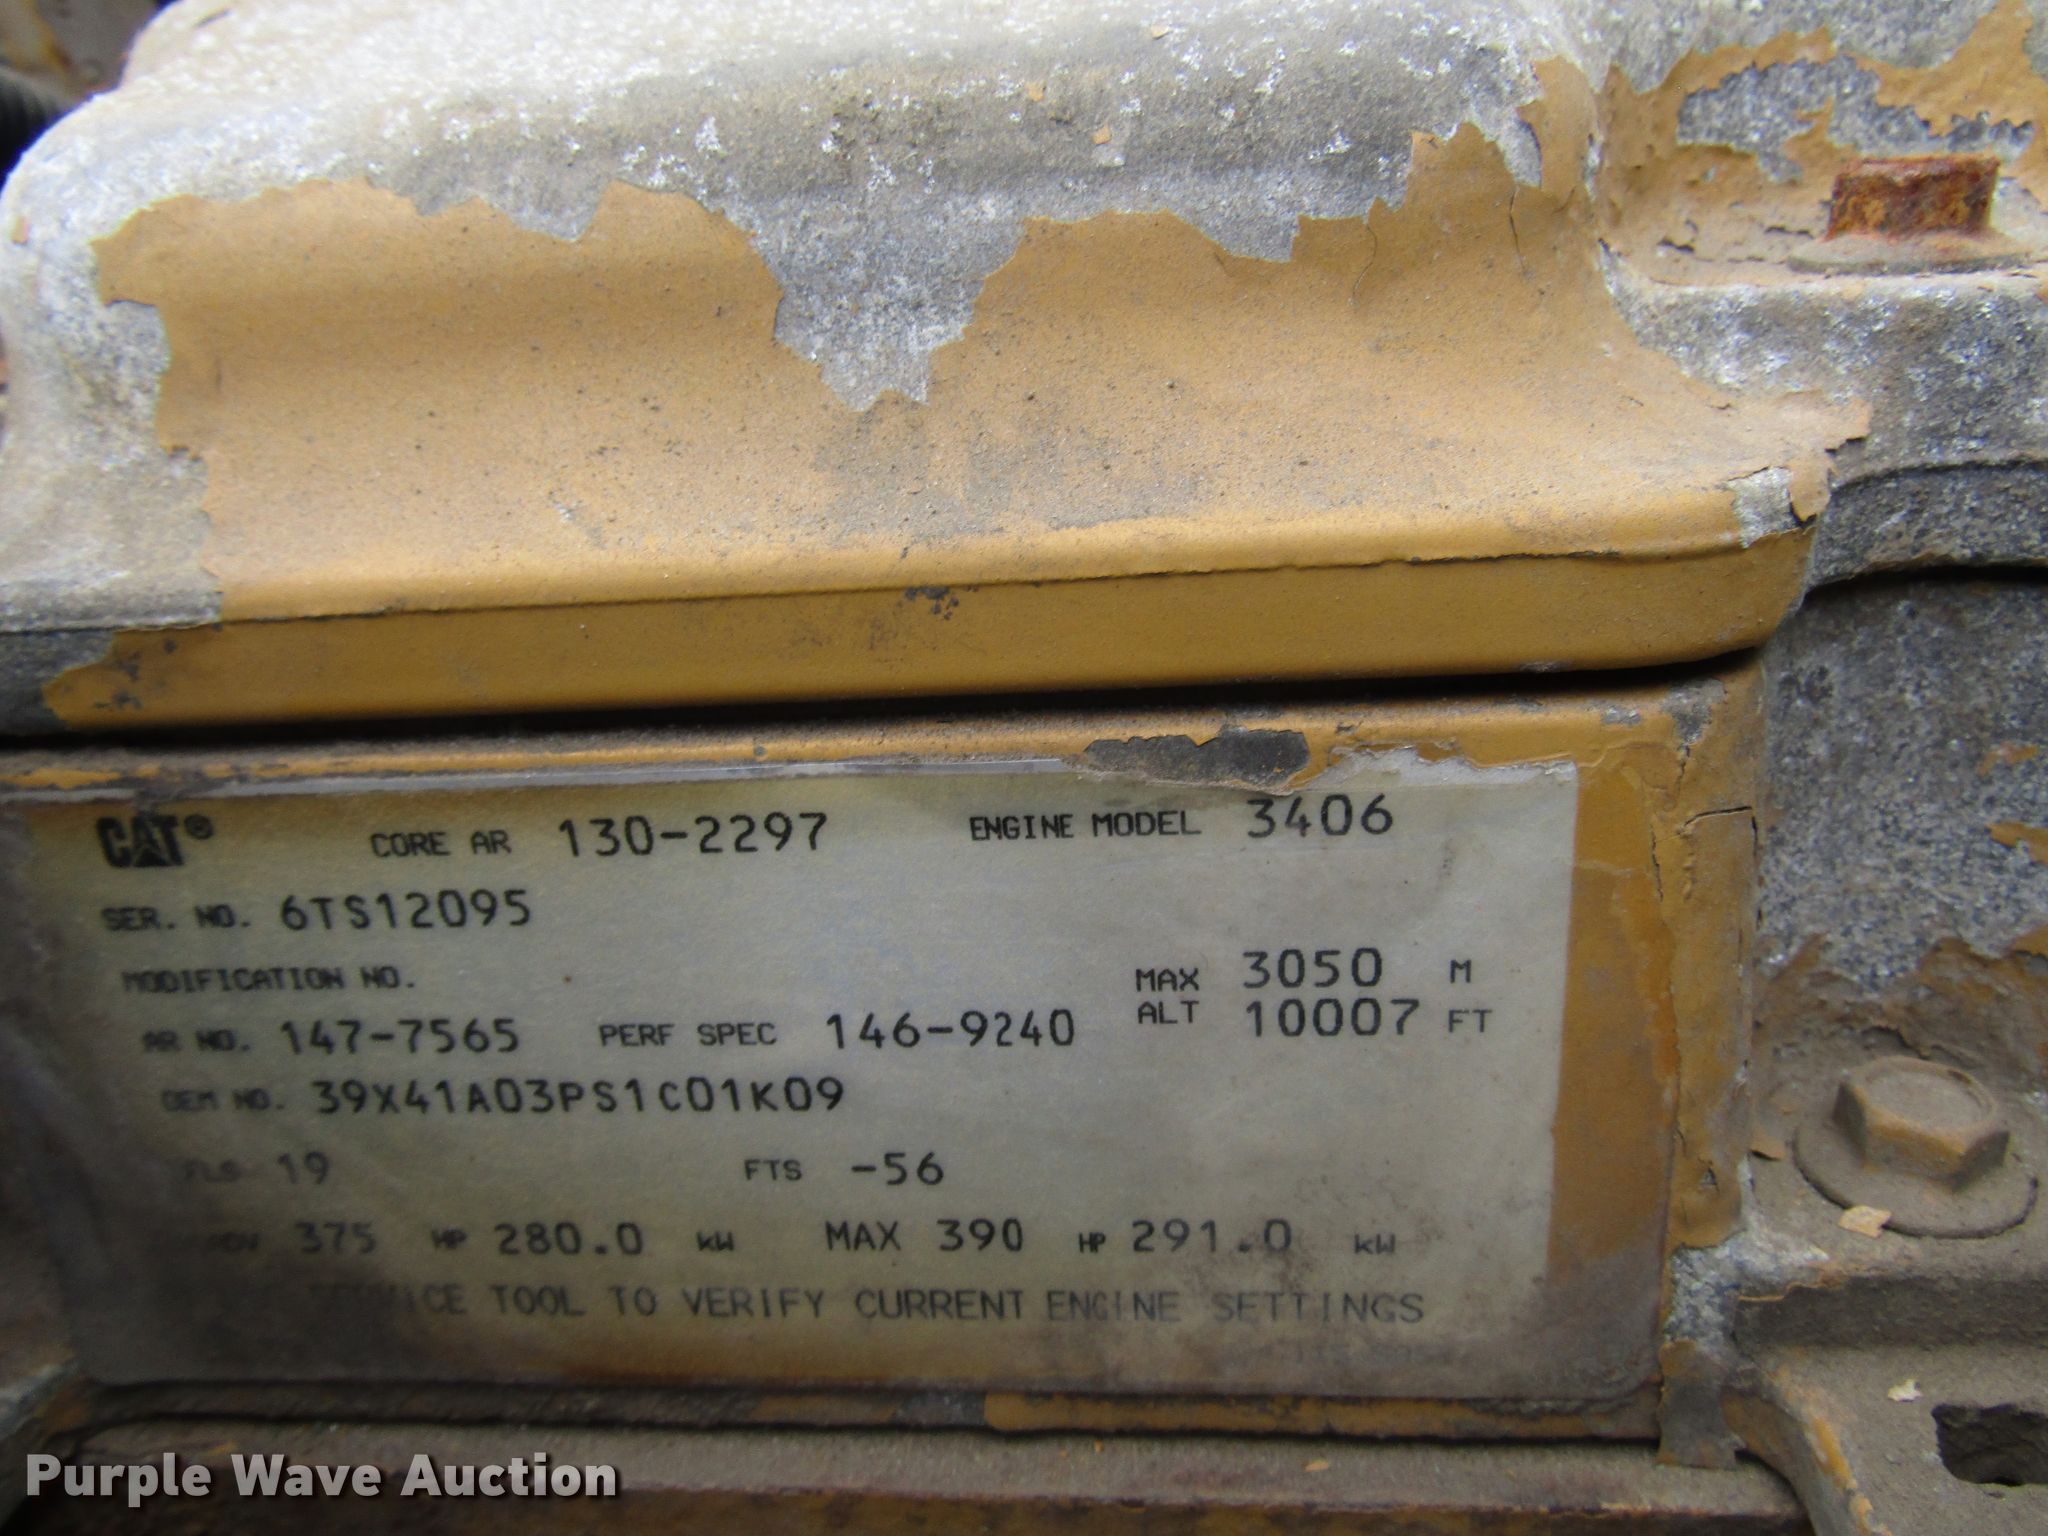 CAT® CORE AR 130-2297 ENGINE MODEL 3406
SER. NO. 6TS12095
MODIFICATION NO. MAX 3050 M
AR NO. 147-7565 PERF SPEC 146-9240 ALT 10007 FT
OEM NO. 39X41A03PS1C01K09
FLS 19 FTS -56
375 HP 280.0 kW MAX 390 HP 291.0 kW
SERVICE TOOL TO VERIFY CURRENT ENGINE SETTINGS
Purple Wave Auction